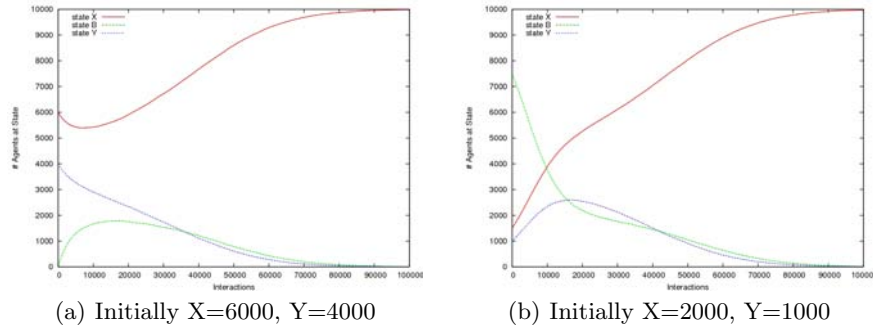 10000
9000
8000
7000
6000
5000
4000
3000
2000
1000
0
# Agents at State
state X
state B
state Y
0 10000 20000 30000 40000 50000 60000 70000 80000 90000 100000
Interactions
(a) Initially X=6000, Y=4000
10000
9000
8000
7000
6000
5000
4000
3000
2000
1000
0
# Agents at State
state X
state B
state Y
0 10000 20000 30000 40000 50000 60000 70000 80000 90000 10000
Interactions
(b) Initially X=2000, Y=1000